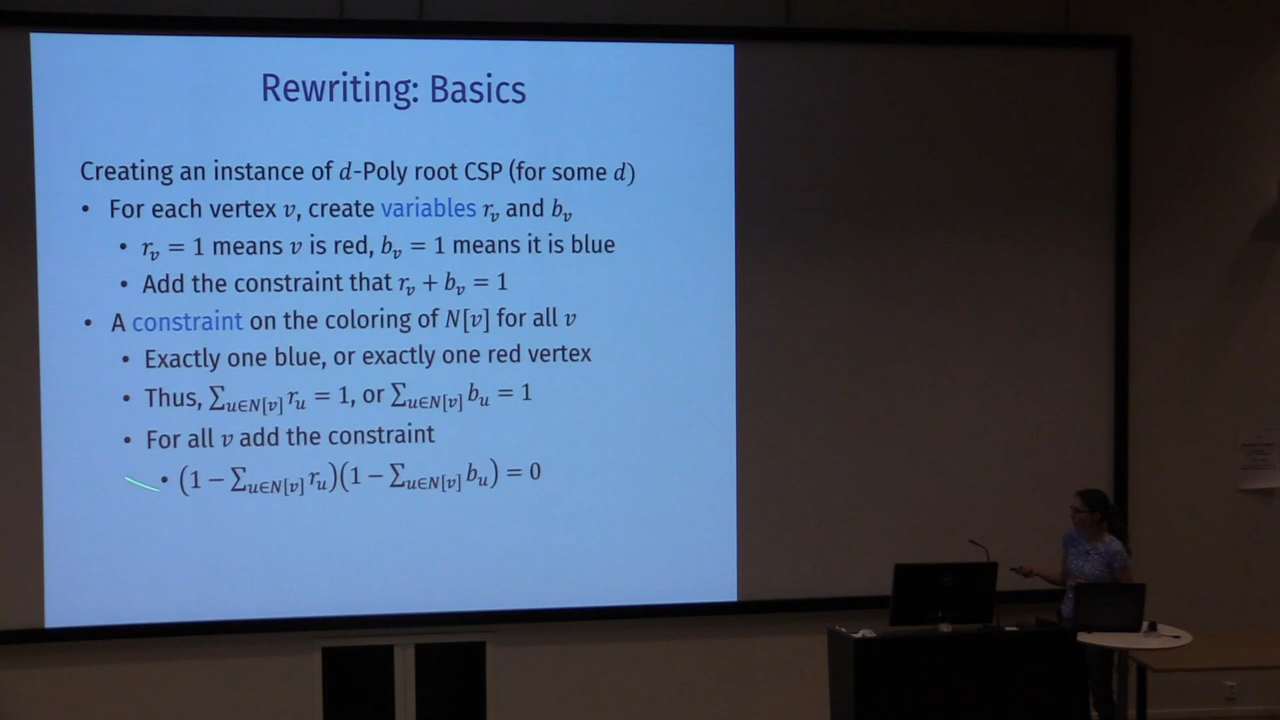 Rewriting: Basics
Creating an instance of d-Poly root CSP (for some d)
• For each vertex v, create variables r_v and b_v
• r_v = 1 means v is red, b_v = 1 means it is blue
• Add the constraint that r_v + b_v = 1
• A constraint on the coloring of N[v] for all v
• Exactly one blue, or exactly one red vertex
• Thus, ∑_{u∈N[v]} r_u = 1, or ∑_{u∈N[v]} b_u = 1
• For all v add the constraint
• (1 − ∑_{u∈N[v]} r_u)(1 − ∑_{u∈N[v]} b_u) = 0